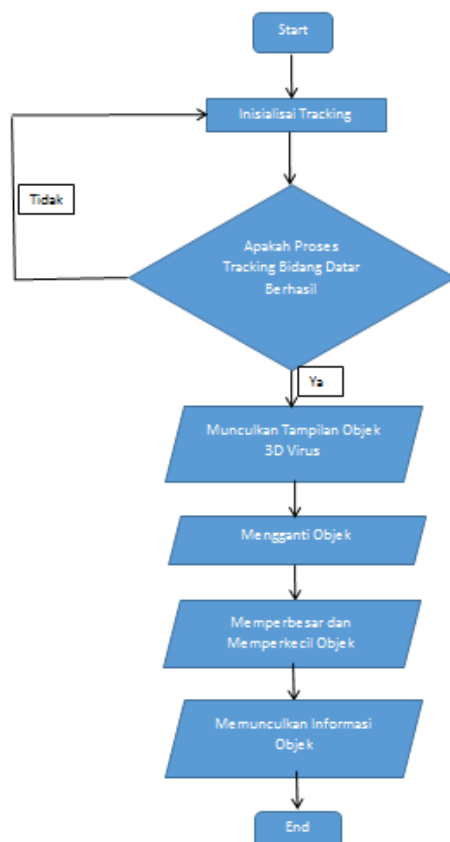 Start
Inisialisai Tracking
Tidak
Apakah Proses
Tracking Bidang Datar
Berhasil
Ya
Munculkan Tampilan Objek
3D Virus
Mengganti Objek
Memperbesar dan
Memperkecil Objek
Memunculkan Informasi
Objek
End